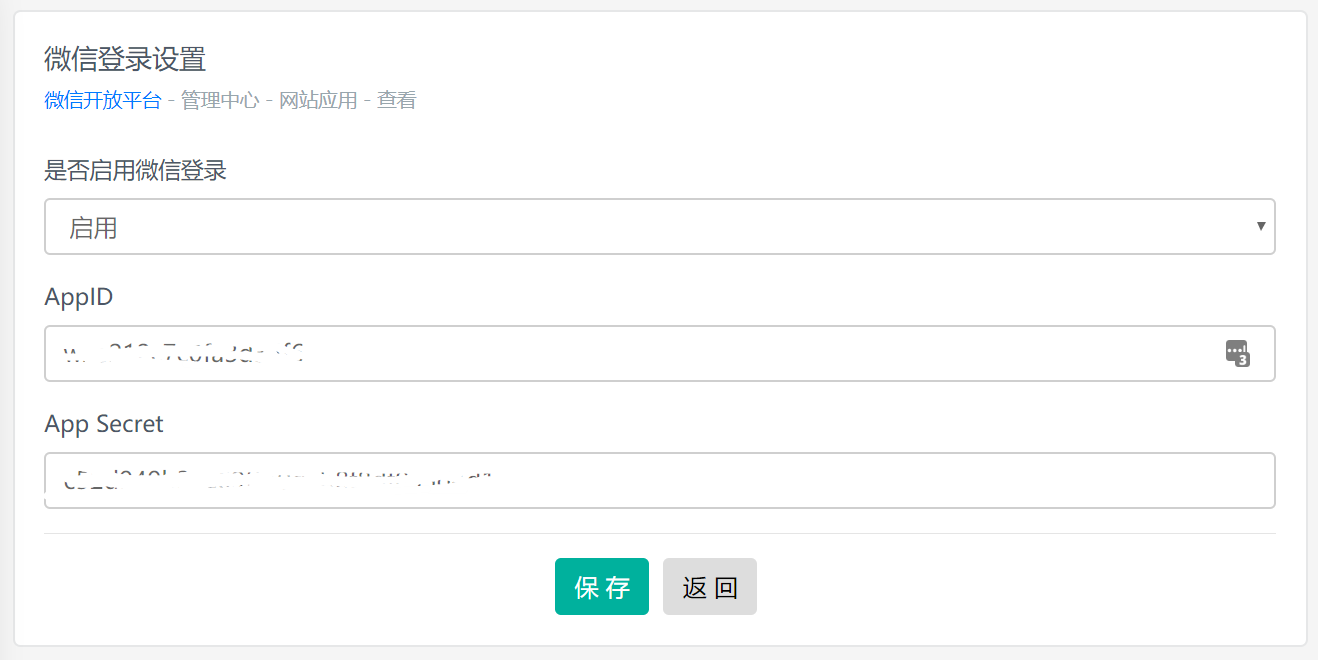 微信登录设置
微信开放平台 - 管理中心 - 网站应用 - 查看
是否启用微信登录
启用
AppID
3
App Secret
保存 返回